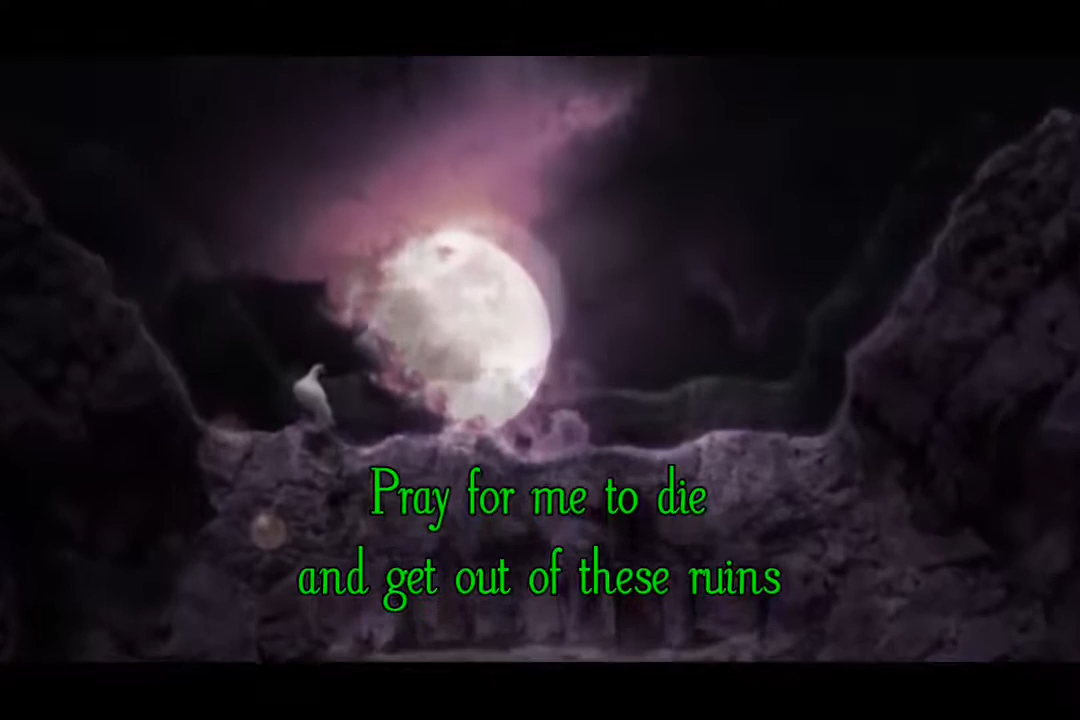 Pray for me to die
and get out of these ruins